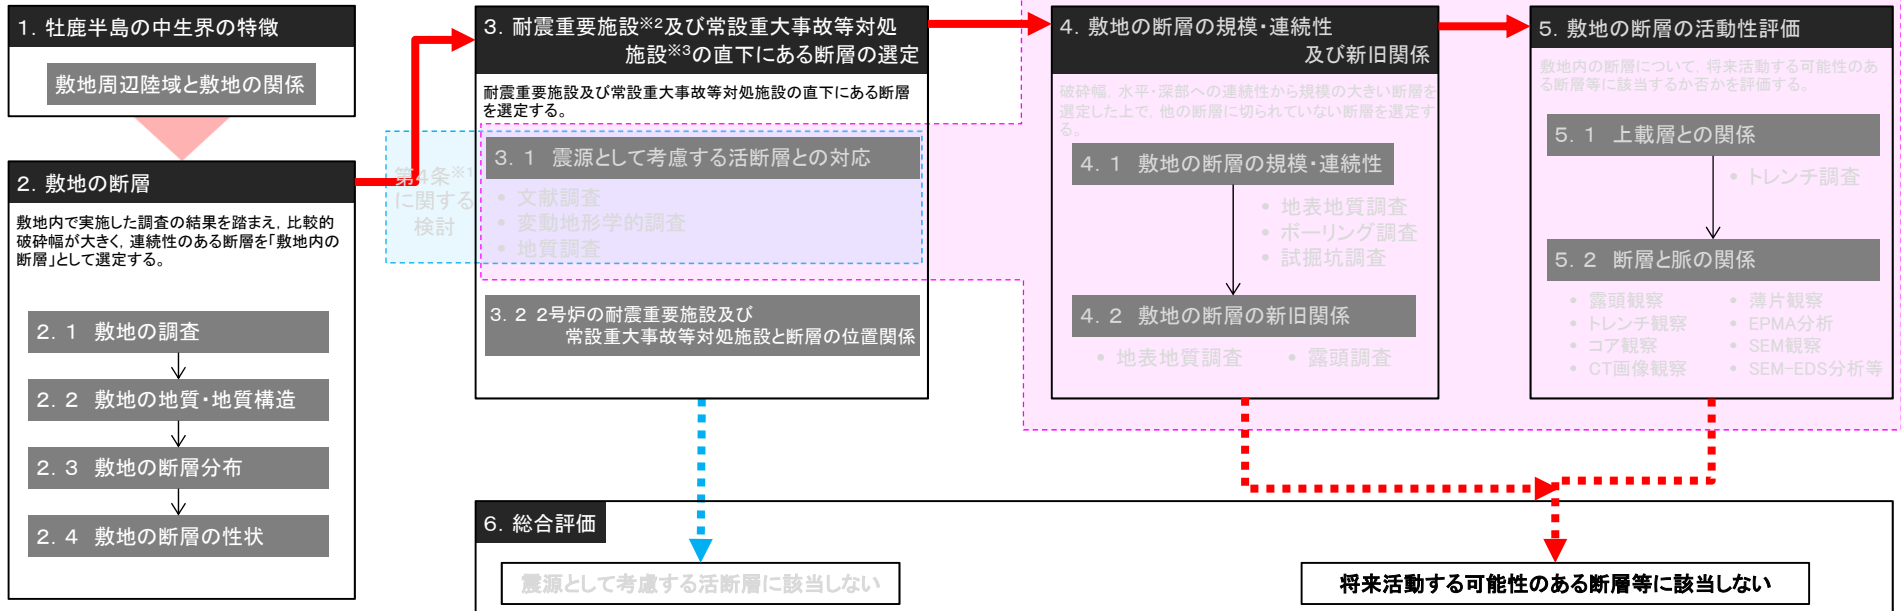 1. 牡鹿半島の中生界の特徴
敷地周辺陸域と敷地の関係
2. 敷地の断層
敷地内で実施した調査の結果を踏まえ，比較的
破砕幅が大きく，連続性のある断層を「敷地内の
断層」として選定する。
2. 1 敷地の調査
2. 2 敷地の地質・地質構造
2. 3 敷地の断層分布
2. 4 敷地の断層の性状
3. 耐震重要施設※2及び常設重大事故等対処
施設※3の直下にある断層の選定
耐震重要施設及び常設重大事故等対処施設の直下にある断層
を選定する。
第4条※1
に関する
検討
3. 1 震源として考慮する活断層との対応
• 文献調査
• 変動地形学的調査
• 地質調査
3. 2 2号炉の耐震重要施設及び
常設重大事故等対処施設と断層の位置関係
4. 敷地の断層の規模・連続性
及び新旧関係
破砕幅，水平・深部への連続性から規模の大きい断層を
選定した上で，他の断層に切られていない断層を選定す
る。
4. 1 敷地の断層の規模・連続性
• 地表地質調査
• ボーリング調査
• 試掘坑調査
4. 2 敷地の断層の新旧関係
• 地表地質調査 • 露頭調査
5. 敷地の断層の活動性評価
敷地内の断層について，将来活動する可能性のあ
る断層等に該当するか否かを評価する。
5. 1 上載層との関係
• トレンチ調査
5. 2 断層と脈の関係
• 露頭観察 • 薄片観察
• トレンチ観察 • EPMA分析
• コア観察 • SEM観察
• CT画像観察 • SEM-EDS分析等
6. 総合評価
震源として考慮する活断層に該当しない
将来活動する可能性のある断層等に該当しない